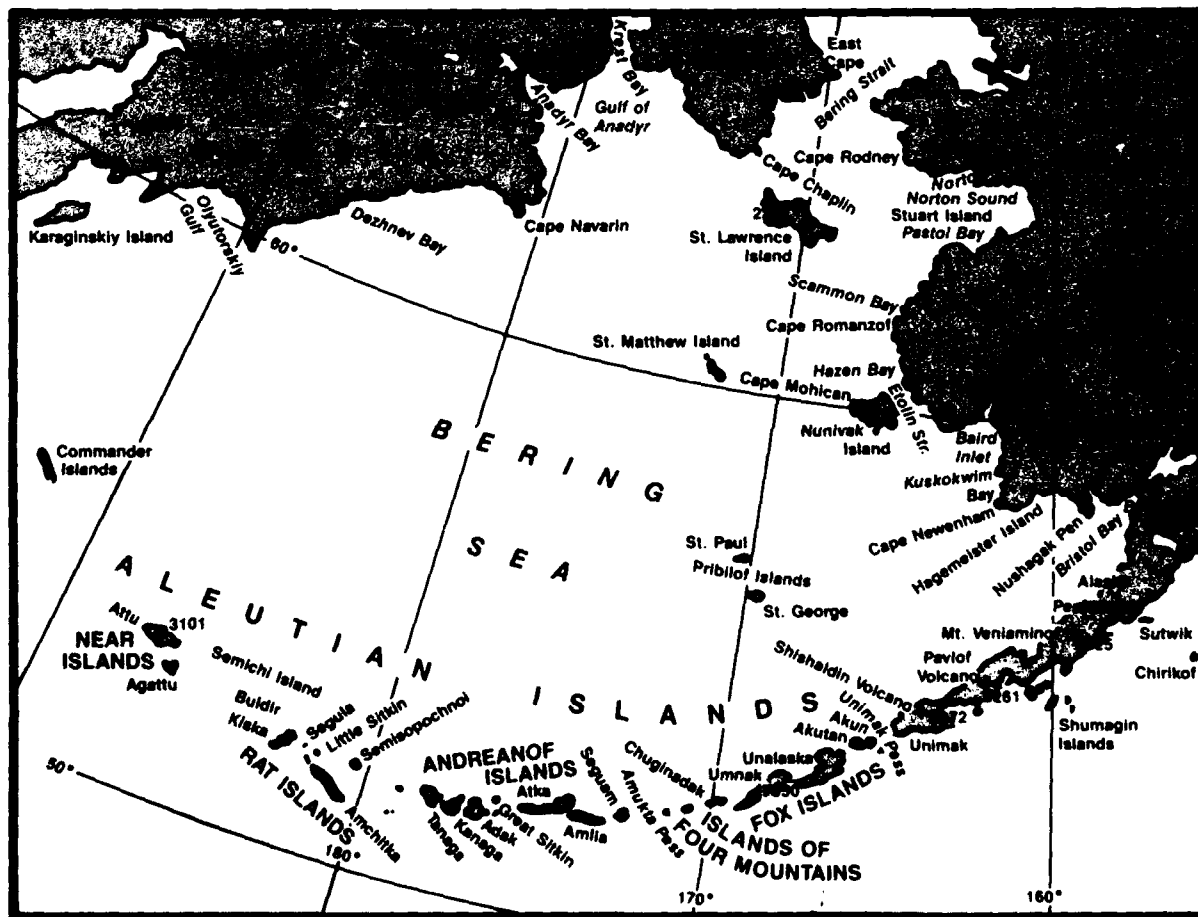 East
Cape
Krest Bay
Bering Strait
Gulf of
Anadyr
Anadyr Bay
Cape Rodney
Cape Chaplin
Norton Sound
Stuart Island
Pastol Bay
Karaginskiy Island
Olyutorskiy
Gulf
60°
Dezhnev Bay
Cape Navarin
St. Lawrence
Island
Scammon Bay
Cape Romanzof
St. Matthew Island
Hazen Bay
Cape Mohican
Etolin Str.
Nunivak
Island
Baird
Inlet
Kuskokwim
Bay
Cape Newenham
Hagemeister Island
Nushagak Pen
Bristol Bay
Commander
Islands
BERING
SEA
St. Paul
Pribilof Islands
St. George
ALEUTIAN
ISLANDS
Attu
3101
NEAR
ISLANDS
Agattu
Semichi Island
Buldir
Kiska
Segula
Little Sitkin
Semisopochnoi
RAT ISLANDS
Amchitka
ANDREANOF
ISLANDS
Atka
Seguam
Amukta Pass
Tanaga
Kanaga
Adak
Great Sitkin
Amlia
Chuginadak
Umnak
Unalaska
Akutan
Akun
Unimak Pass
Shishaldin Volcano
Unimak
Mt. Veniamino
Pavlof
Volcano
Sutwik
Chirikof
Shumagin
Islands
FOX ISLANDS
ISLANDS OF
FOUR MOUNTAINS
50°
180°
170°
160°